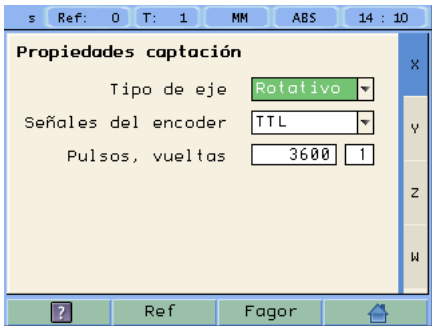 s Ref: 0 T: 1 MM ABS 14 : 10
Propiedades captación
X
Tipo de eje Rotativo
Señales del encoder TTL
Y
Pulsos, vueltas 3600 1
Z
W
? Ref Fagor